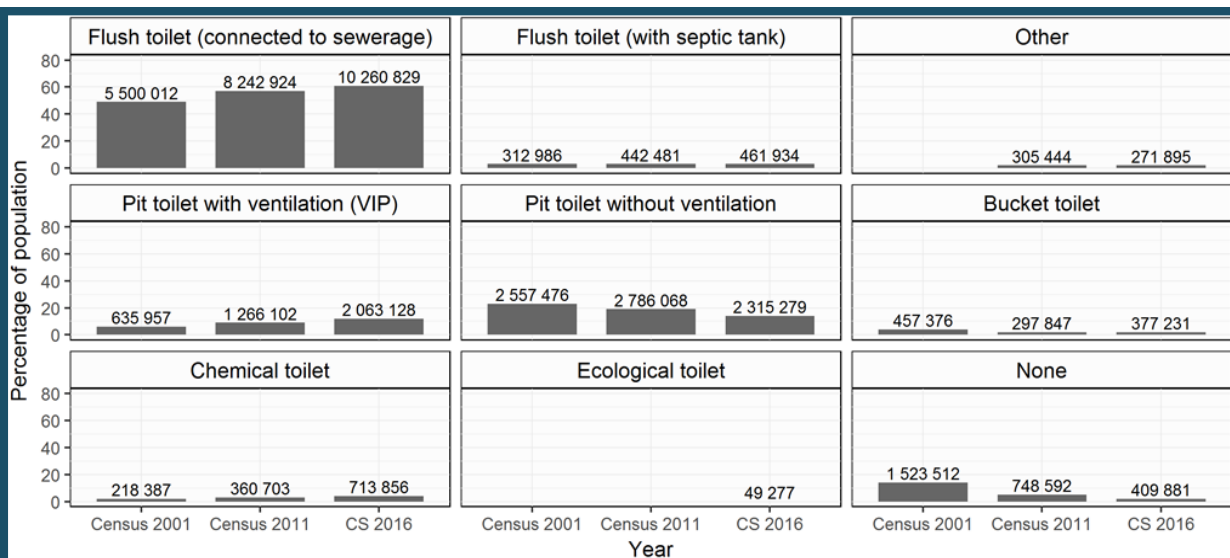 Flush toilet (connected to sewerage)
Flush toilet (with septic tank)
Other
80
60
40
20
0
5 500 012
8 242 924
10 260 829
312 986
442 481
461 934
305 444
271 895
Percentage of population
Pit toilet with ventilation (VIP)
Pit toilet without ventilation
Bucket toilet
80
60
40
20
0
635 957
1 266 102
2 063 128
2 557 476
2 786 068
2 315 279
457 376
297 847
377 231
Chemical toilet
Ecological toilet
None
80
60
40
20
0
218 387
360 703
713 856
49 277
1 523 512
748 592
409 881
Census 2001 Census 2011 CS 2016
Census 2001 Census 2011 CS 2016
Census 2001 Census 2011 CS 2016
Year